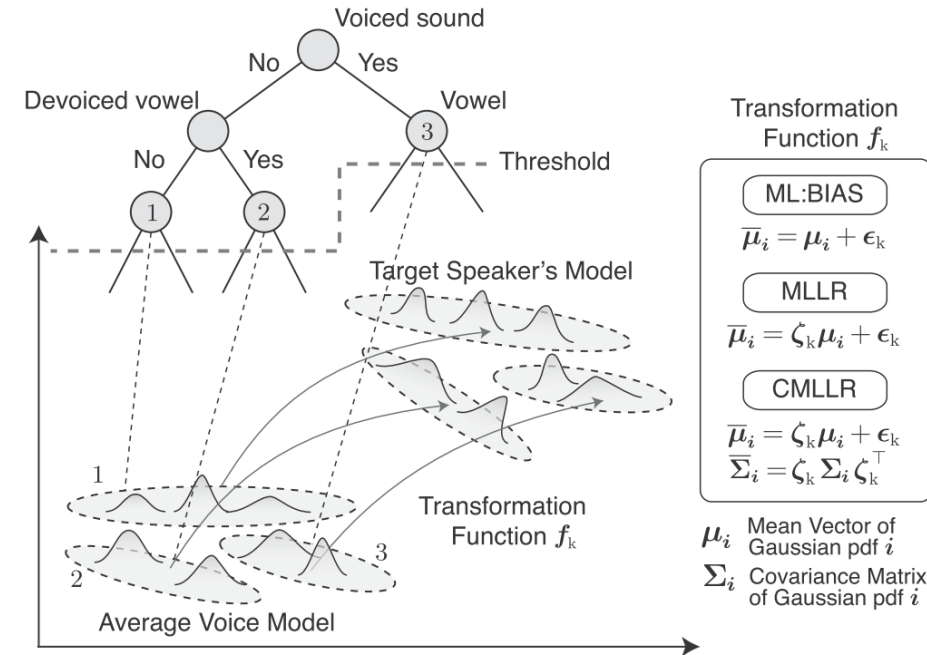 Voiced sound
No
Yes
Devoiced vowel
Vowel
3
No
Yes
Threshold
1
2
Target Speaker's Model
1
2
3
Transformation
Function f_k
Average Voice Model
Transformation
Function f_k
ML:BIAS
μ̅_i = μ_i + ϵ_k
MLLR
μ̅_i = ζ_k μ_i + ϵ_k
CMLLR
μ̅_i = ζ_k μ_i + ϵ_k
Σ̅_i = ζ_k Σ_i ζ_k^⊤
μ_i Mean Vector of
Gaussian pdf i
Σ_i Covariance Matrix
of Gaussian pdf i